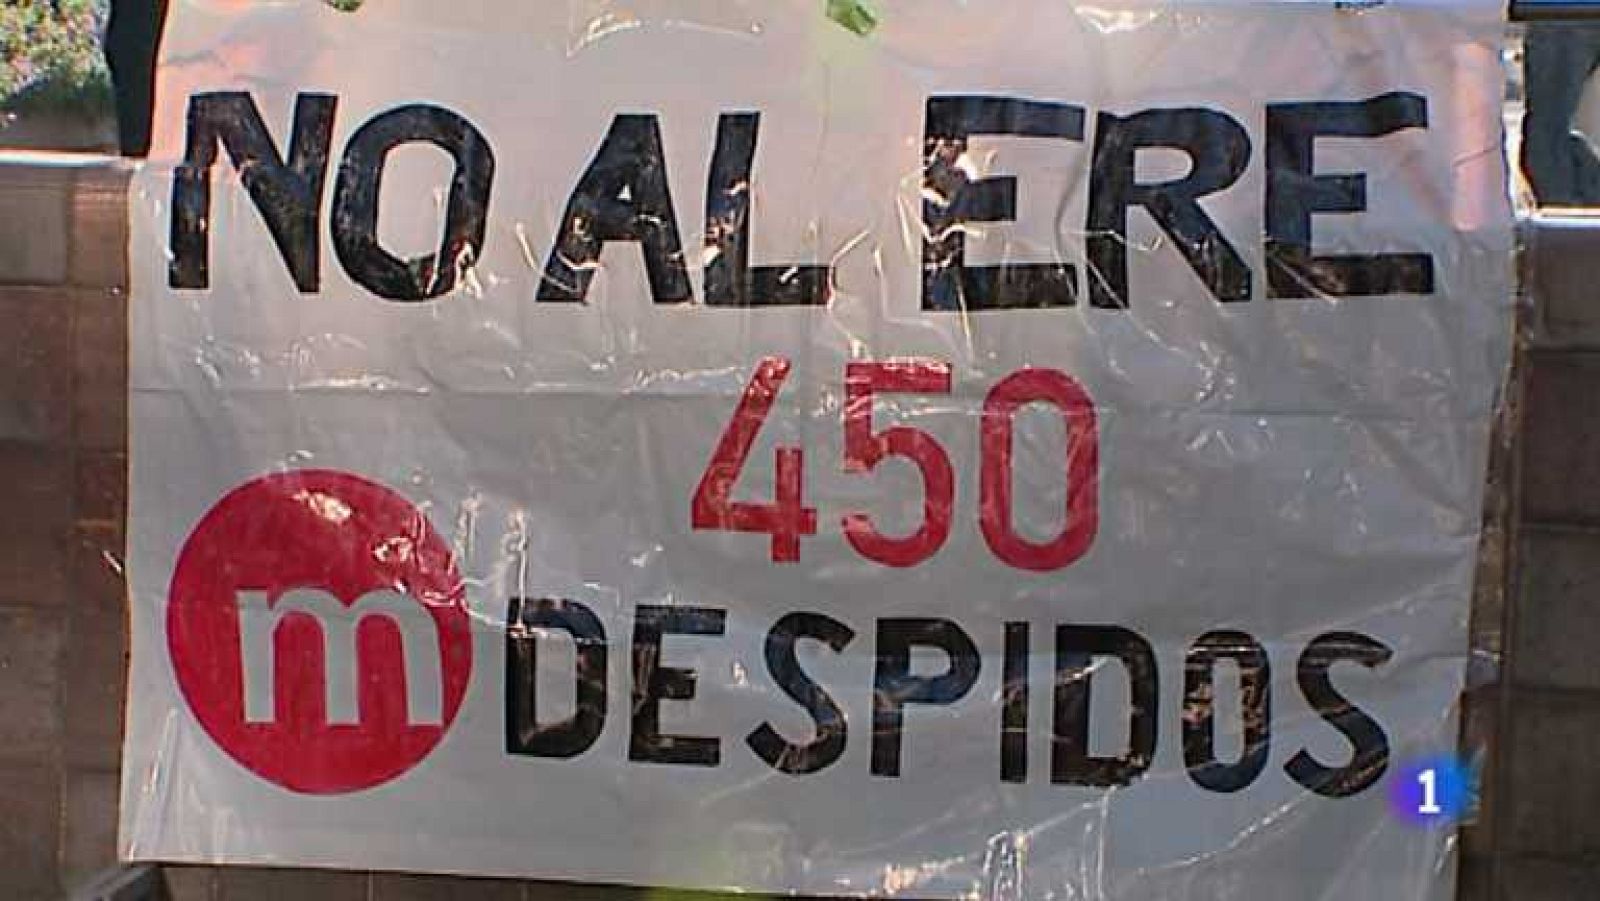 NO AL ERE
450
m DESPIDOS
1